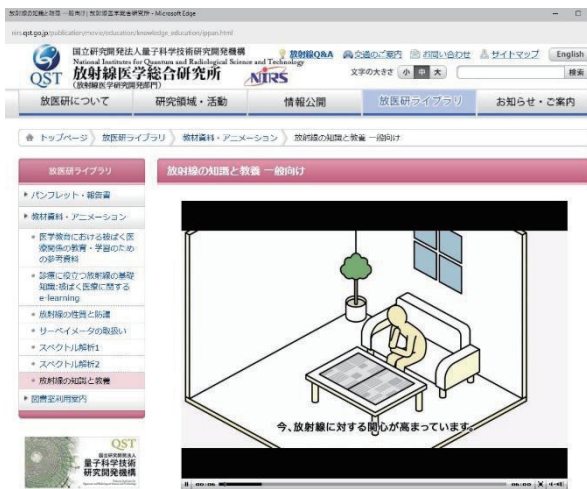 放射線の知識と教養 一般向け | 放射線医学総合研究所 - Microsoft Edge
nirs.qst.go.jp/publication/movie/education/knowledge_education/ippan.html
国立研究開発法人量子科学技術研究開発機構
National Institutes for Quantum and Radiological Science and Technology
放射線医学総合研究所
(放射線医学研究開発部門)
QST
NIRS
放射線Q&A
交通のご案内
お問い合わせ
サイトマップ
English
文字の大きさ 小 中 大
検索
放医研について
研究領域・活動
情報公開
放医研ライブラリ
お知らせ・ご案内
トップページ
放医研ライブラリ
教材資料・アニメーション
放射線の知識と教養 一般向け
放医研ライブラリ
パンフレット・報告書
教材資料・アニメーション
医学教育における被ばく医
療関係の教育・学習のため
の参考資料
診療に役立つ放射線の基礎
知識:被ばく医療に関する
e-learning
放射線の性質と防護
サーベイメータの取扱い
スペクトル解析1
スペクトル解析2
放射線の知識と教養
図書室利用案内
QST
国立研究開発法人
量子科学技術
研究開発機構
放射線の知識と教養 一般向け
今、放射線に対する関心が高まっています。
00:06
06:00